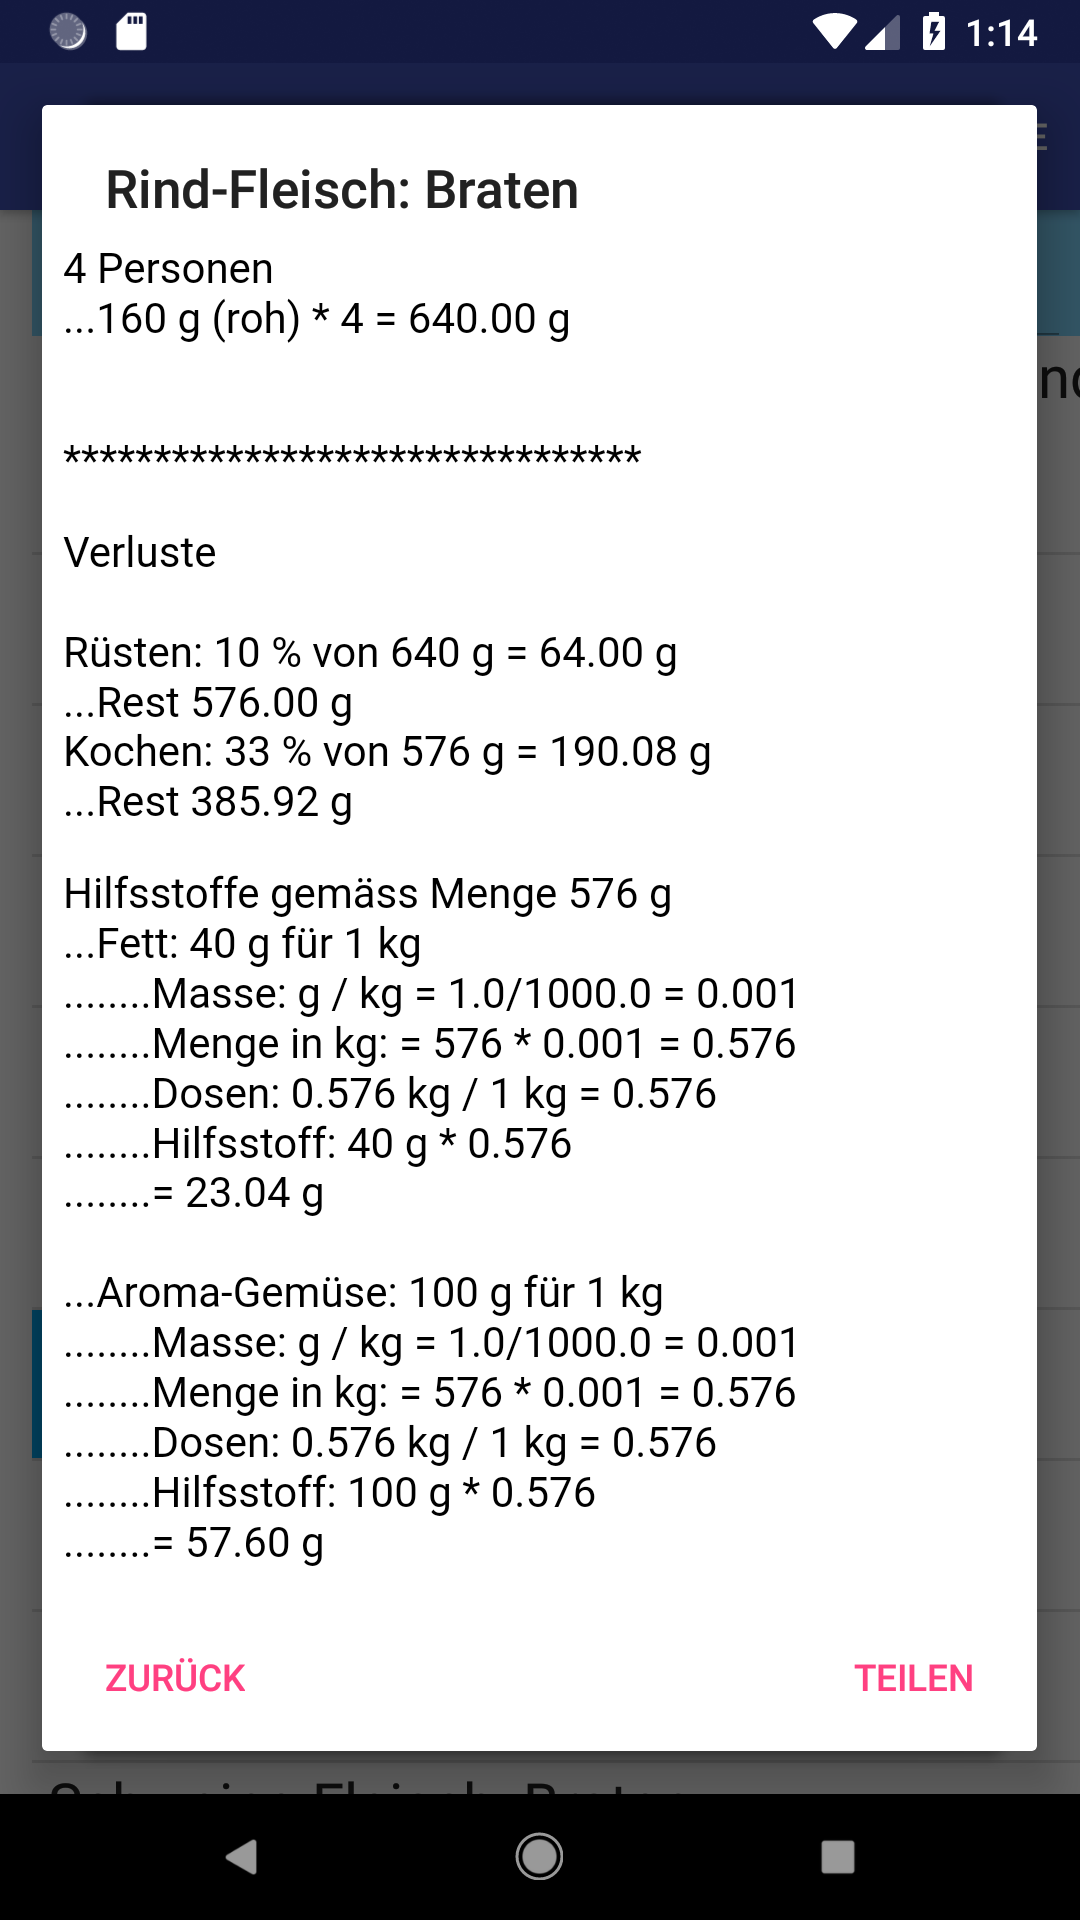 1:14
Rind-Fleisch: Braten
4 Personen
...160 g (roh) * 4 = 640.00 g
********************************
Verluste
Rüsten: 10 % von 640 g = 64.00 g
...Rest 576.00 g
Kochen: 33 % von 576 g = 190.08 g
...Rest 385.92 g
Hilfsstoffe gemäss Menge 576 g
...Fett: 40 g für 1 kg
........Masse: g / kg = 1.0/1000.0 = 0.001
........Menge in kg: = 576 * 0.001 = 0.576
........Dosen: 0.576 kg / 1 kg = 0.576
........Hilfsstoff: 40 g * 0.576
........= 23.04 g
...Aroma-Gemüse: 100 g für 1 kg
........Masse: g / kg = 1.0/1000.0 = 0.001
........Menge in kg: = 576 * 0.001 = 0.576
........Dosen: 0.576 kg / 1 kg = 0.576
........Hilfsstoff: 100 g * 0.576
........= 57.60 g
ZURÜCK
TEILEN